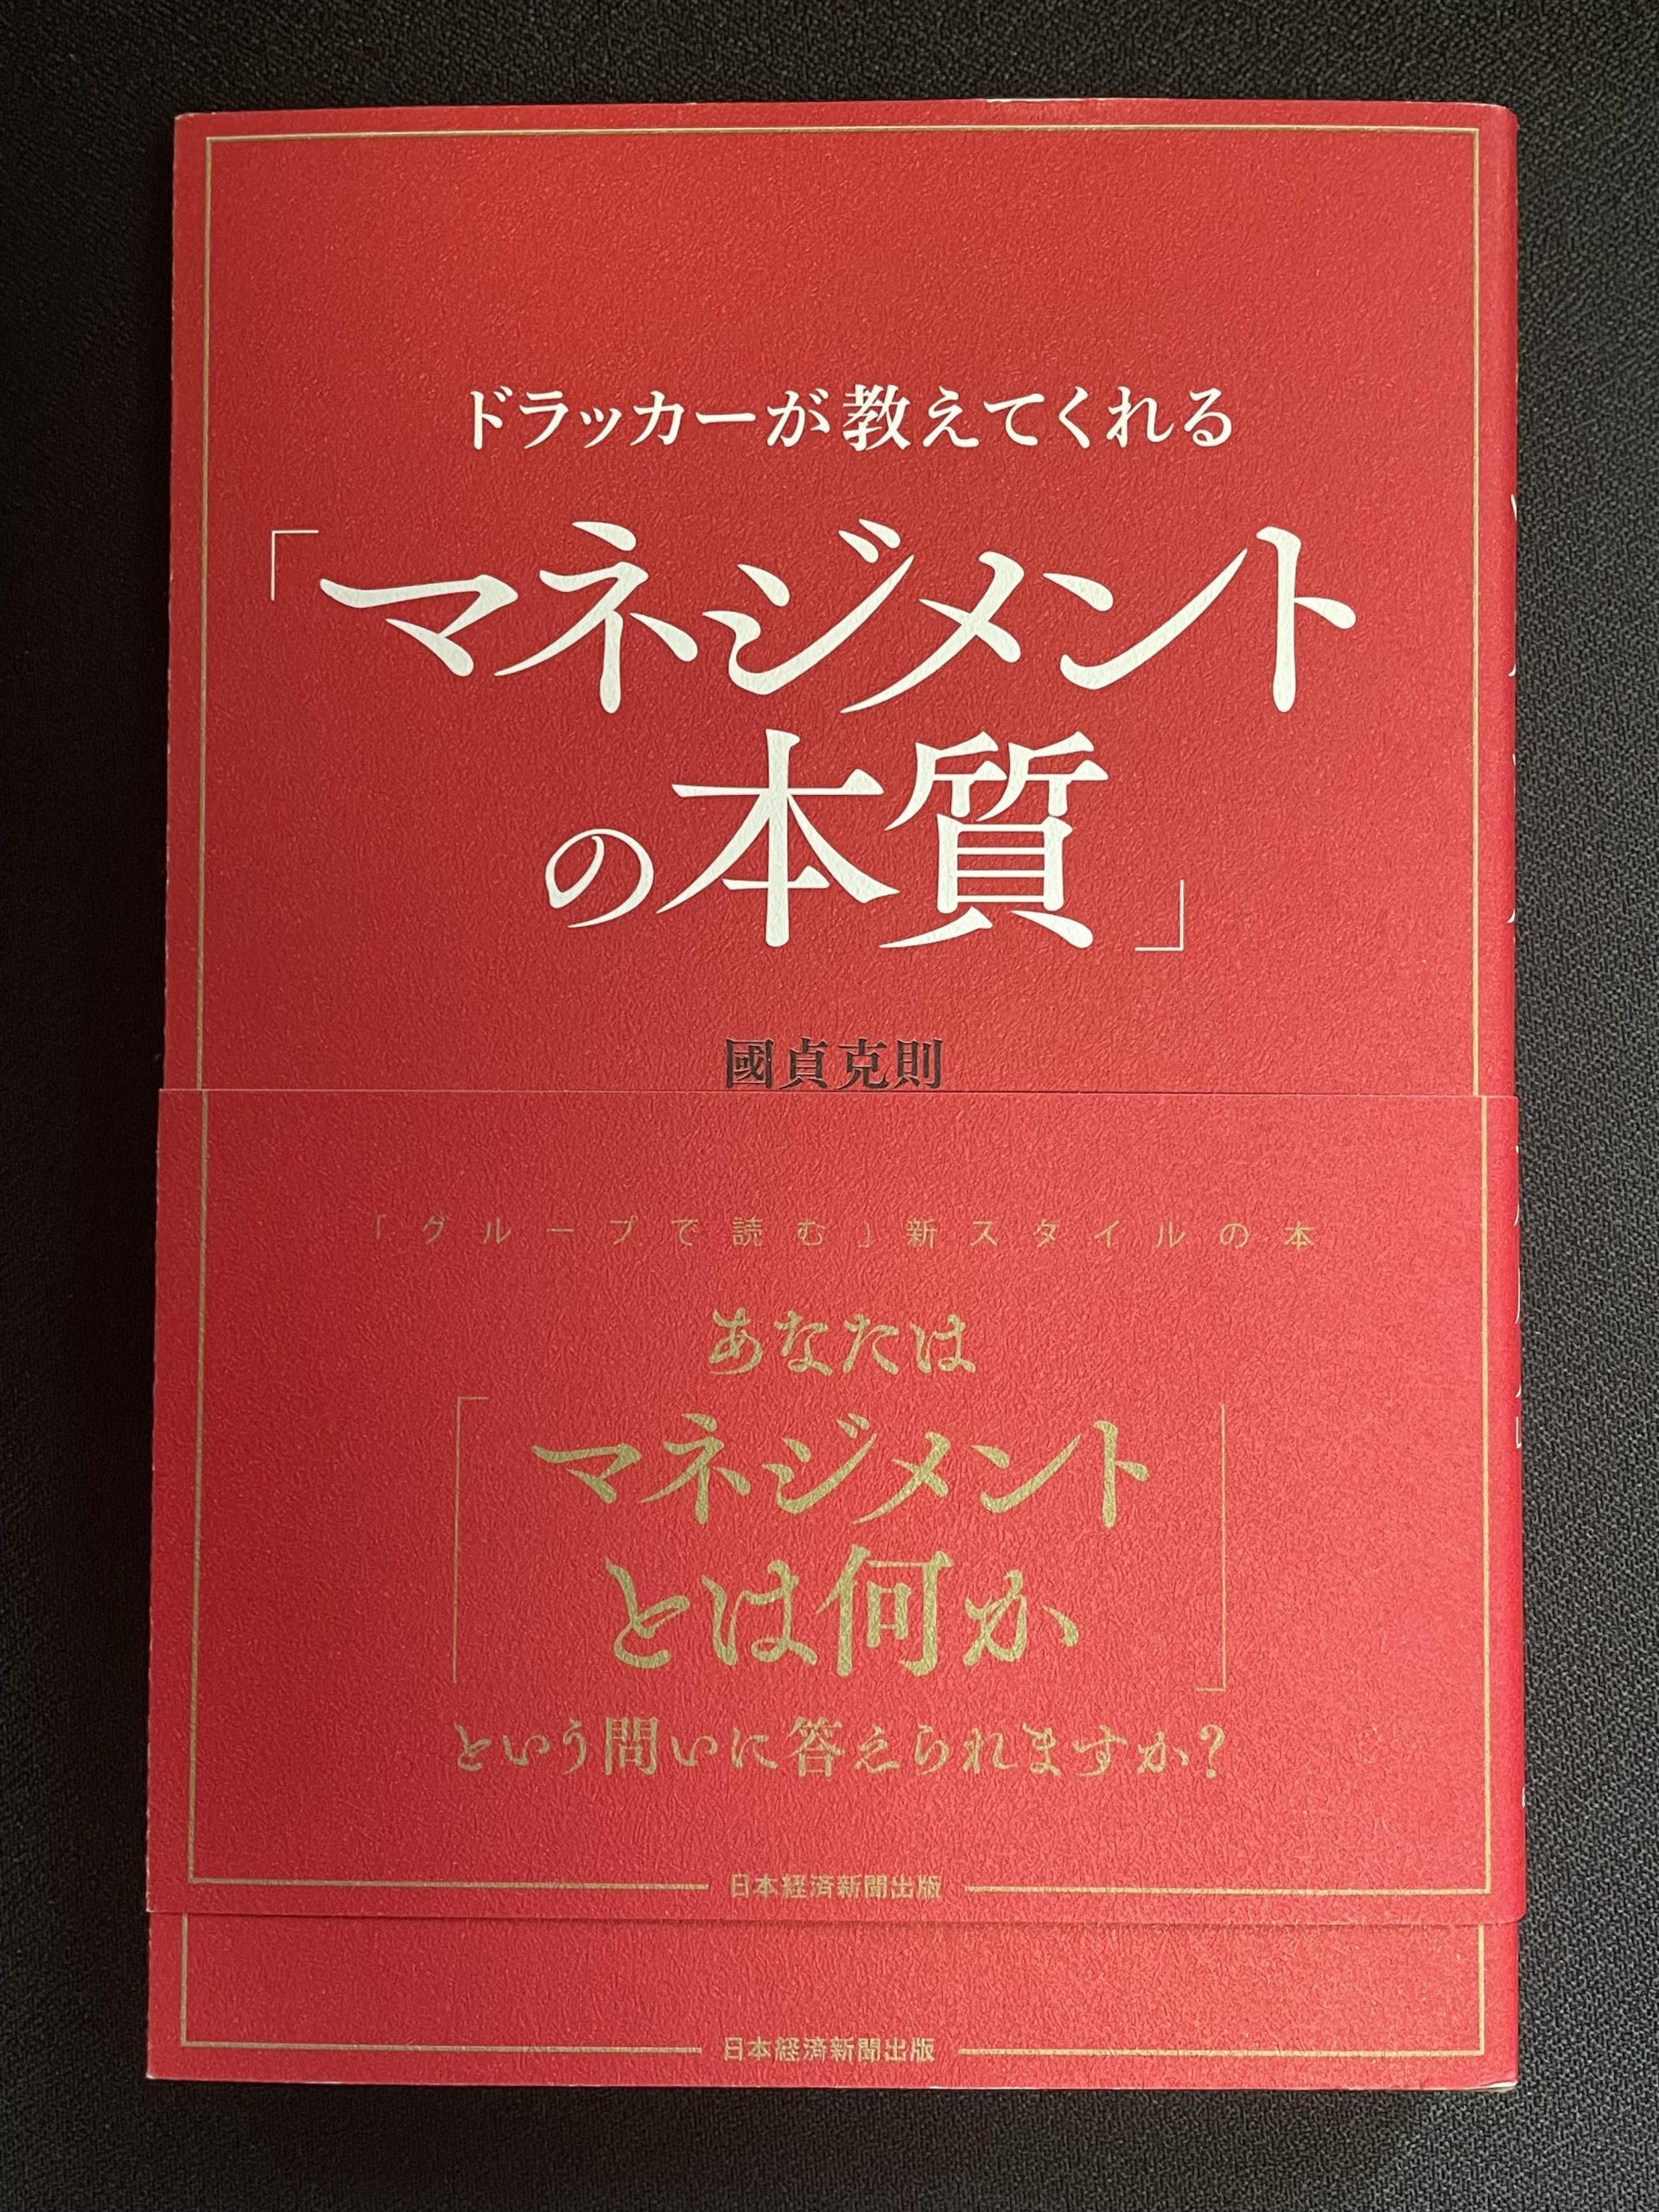 ドラッカーが教えてくれる
「マネジメント
の本質」
國貞克則
「グループで読む」新スタイルの本
あなたは
「マネジメント
とは何か」
という問いに答えられますか?
日本経済新聞出版
日本経済新聞出版